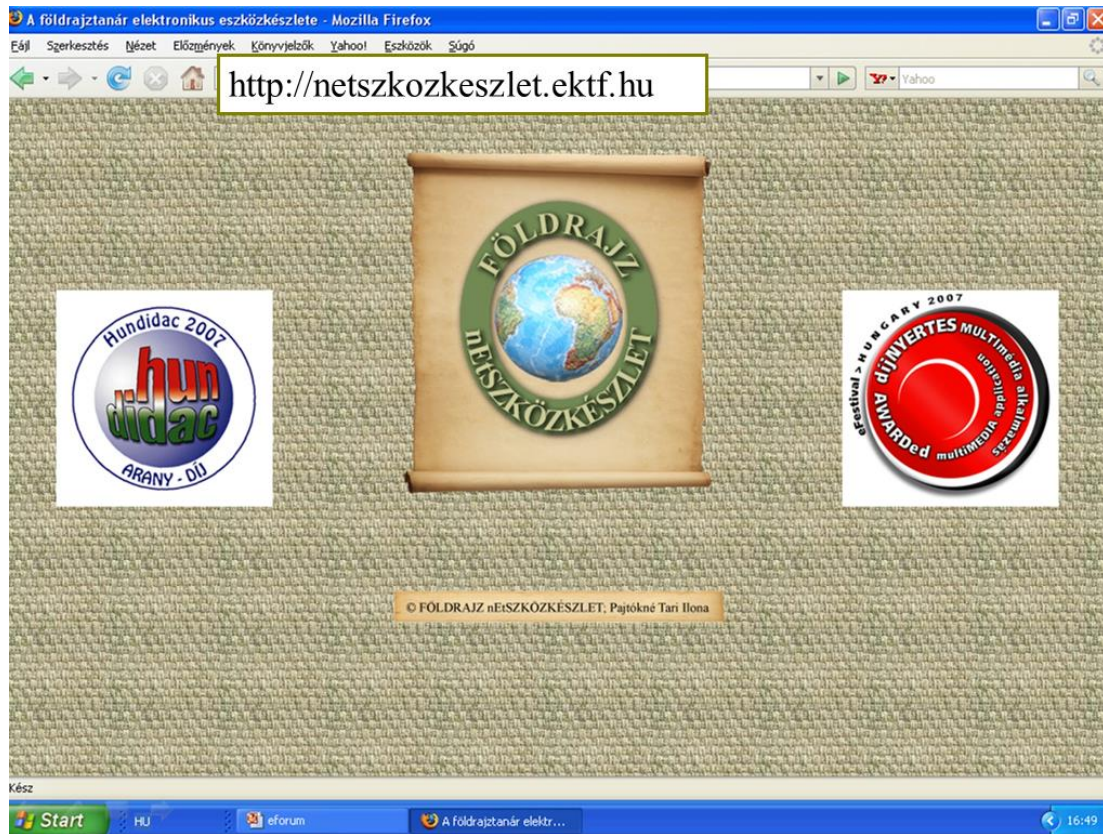 A földrajztanár elektronikus eszközkészlete - Mozilla Firefox
Fájl Szerkesztés Nézet Előzmények Könyvjelzők Yahoo! Eszközök Súgó
http://netszkozkeszlet.ektf.hu
Yahoo
FÖLDRAJZ
nEtSZKÖZKÉSZLET
Hundidac 2007
hun
didac
ARANY - DÍJ
eFestival > HUNGARY 2007
díjNYERTES MULTImédia alkalmazás
AWARDed multiMEDIA application
© FÖLDRAJZ nEtSZKÖZKÉSZLET; Pajtókné Tari Ilona
Kész
Start HU eforum A földrajztanár elektr... 16:49